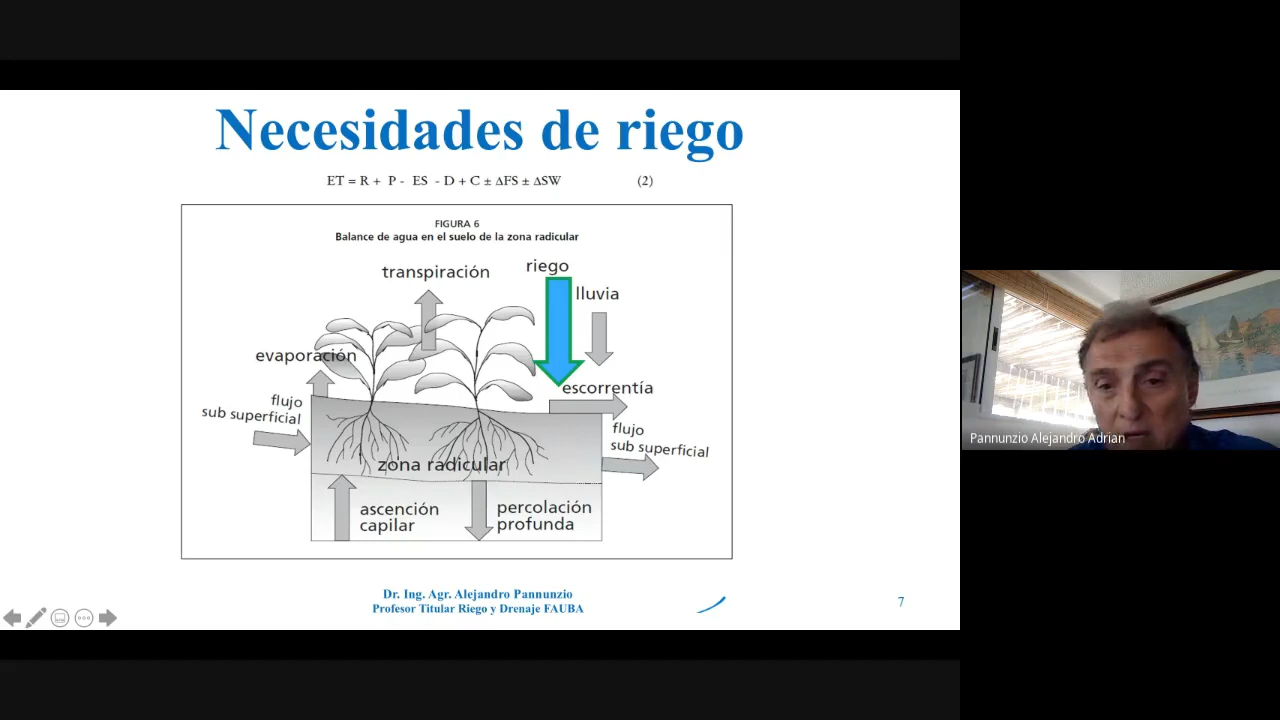 Necesidades de riego
ET = R + P - ES - D + C ± ΔFS ± ΔSW (2)
FIGURA 6
Balance de agua en el suelo de la zona radicular
transpiración
riego
lluvia
evaporación
escorrentía
flujo
sub superficial
flujo
sub superficial
zona radicular
ascención
capilar
percolación
profunda
Dr. Ing. Agr. Alejandro Pannunzio
Profesor Titular Riego y Drenaje FAUBA
7
Pannunzio Alejandro Adrian